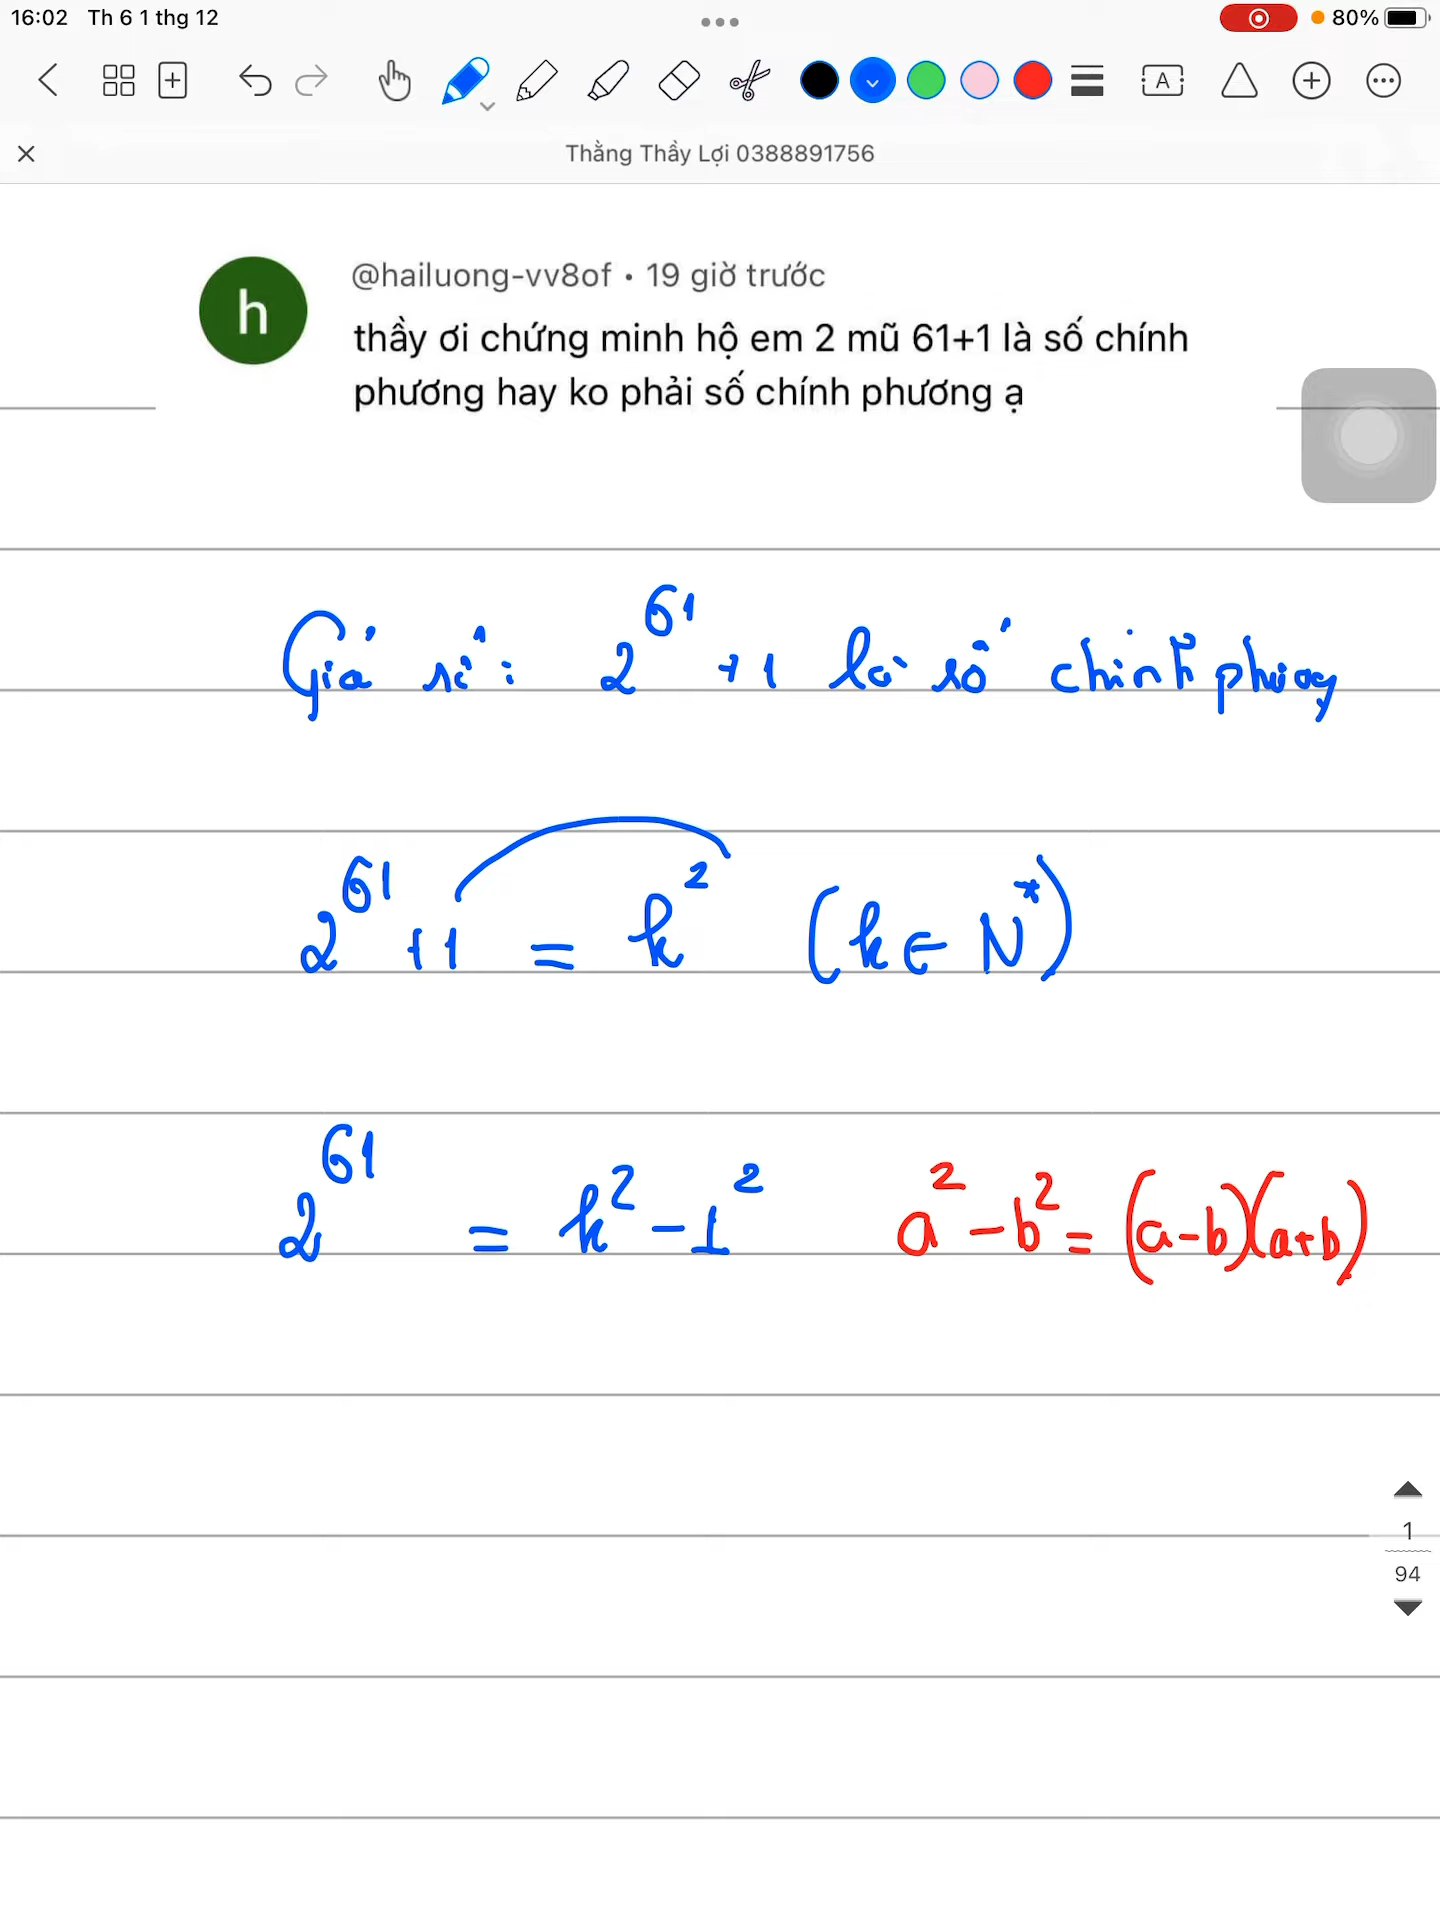 16:02 Th 6 1 thg 12 80%
A
Thằng Thầy Lợi 0388891756
h
@hailuong-vv8of • 19 giờ trước
thầy ơi chứng minh hộ em 2 mũ 61+1 là số chính
phương hay ko phải số chính phương ạ
Giả sử: 2^61 +1 là số chính phương
2^61 +1 = k^2 (k ∈ N*)
2^61 = k^2 - 1^2 a^2 - b^2 = (a-b)(a+b)
1
94